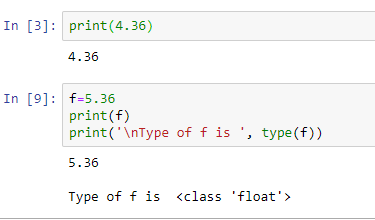 In [3]: print(4.36)
4.36
In [9]: f=5.36
print(f)
print('\nType of f is ', type(f))
5.36
Type of f is  <class 'float'>